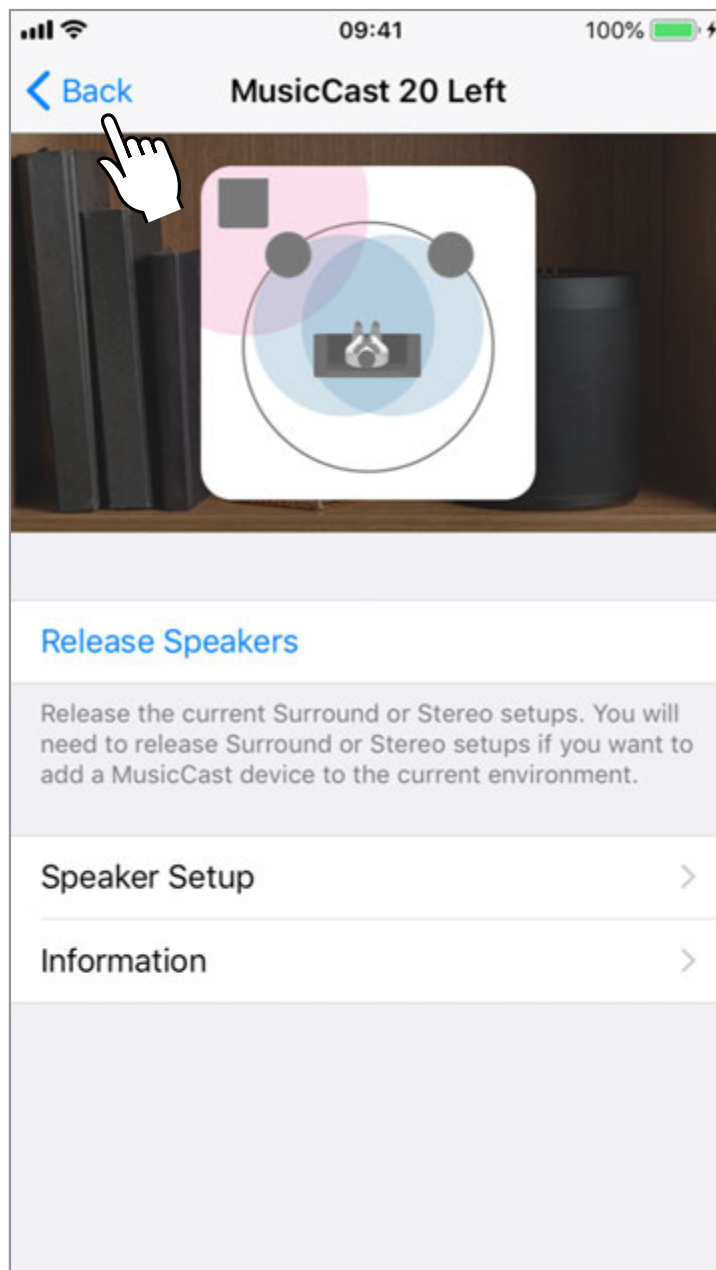 09:41
100%
Back
MusicCast 20 Left
Release Speakers
Release the current Surround or Stereo setups. You will
need to release Surround or Stereo setups if you want to
add a MusicCast device to the current environment.
Speaker Setup
Information